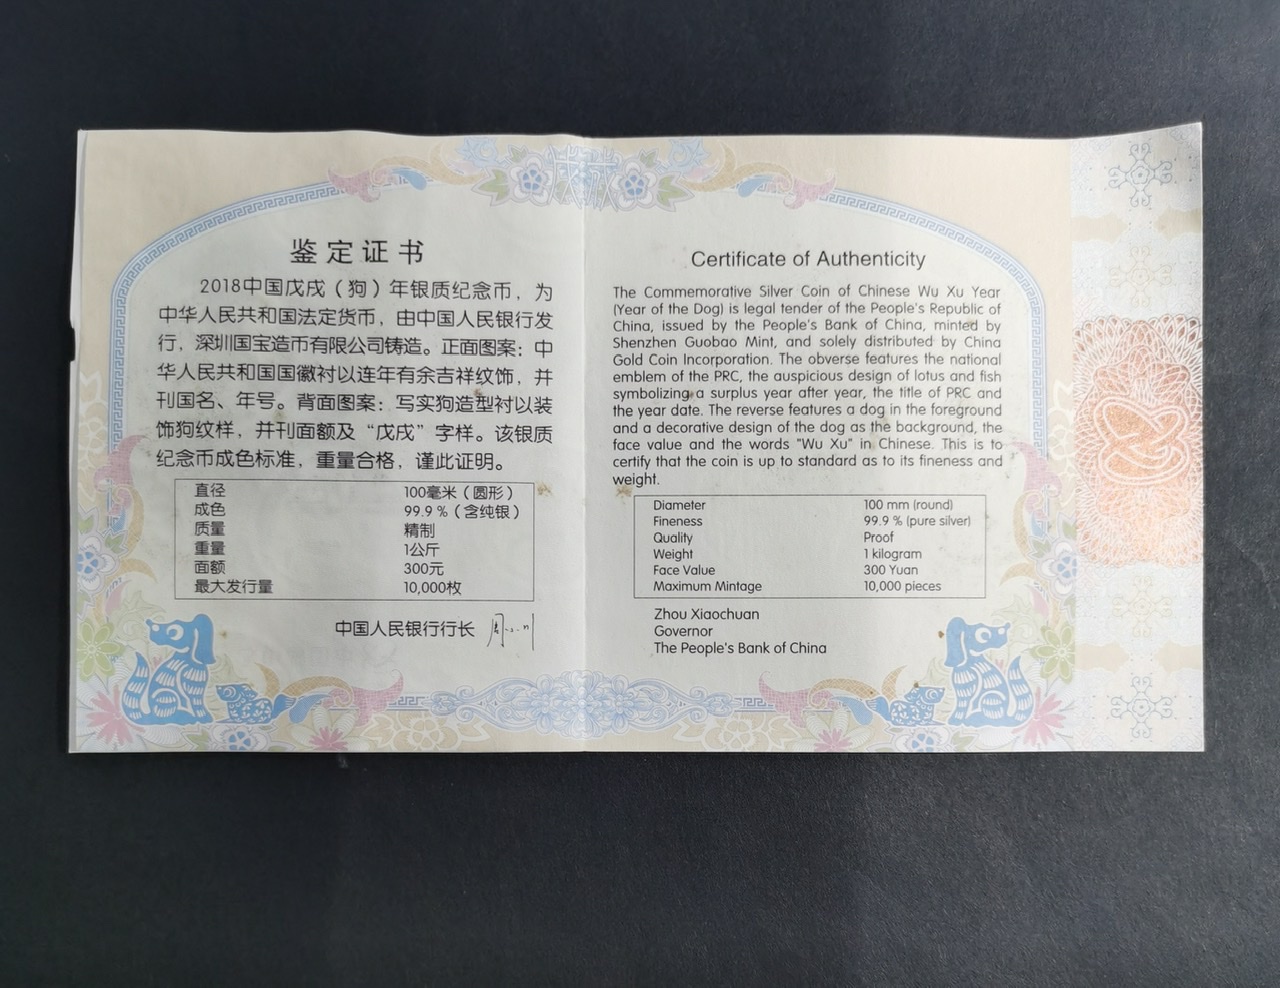 鉴定证书
2018中国戊戌（狗）年银质纪念币，为
中华人民共和国法定货币，由中国人民银行发
行，深圳国宝造币有限公司铸造。正面图案：中
华人民共和国国徽衬以连年有余吉祥纹饰，并
刊国名、年号。背面图案：写实狗造型衬以装
饰狗纹样，并刊面额及“戊戌”字样。该银质
纪念币成色标准，重量合格，谨此证明。
直径 100毫米（圆形）
成色 99.9 %（含纯银）
质量 精制
重量 1公斤
面额 300元
最大发行量 10,000枚
中国人民银行行长
Certificate of Authenticity
The Commemorative Silver Coin of Chinese Wu Xu Year
(Year of the Dog) is legal tender of the People's Republic of
China, issued by the People's Bank of China, minted by
Shenzhen Guobao Mint, and solely distributed by China
Gold Coin Incorporation. The obverse features the national
emblem of the PRC, the auspicious design of lotus and fish
symbolizing a surplus year after year, the title of PRC and
the year date. The reverse features a dog in the foreground
and a decorative design of the dog as the background, the
face value and the words "Wu Xu" in Chinese. This is to
certify that the coin is up to standard as to its fineness and
weight.
Diameter 100 mm (round)
Fineness 99.9 % (pure silver)
Quality Proof
Weight 1 kilogram
Face Value 300 Yuan
Maximum Mintage 10,000 pieces
Zhou Xiaochuan
Governor
The People's Bank of China